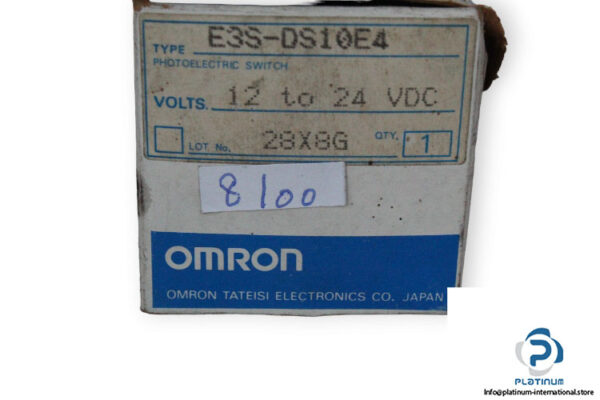 TYPE E3S-DS10E4
PHOTOELECTRIC SWITCH
VOLTS. 12 to 24 VDC
LOT. No. 28X8G QTY. 1
8100
OMRON
OMRON TATEISI ELECTRONICS CO. JAPAN
PLATINUM
Info@platinum-international.store